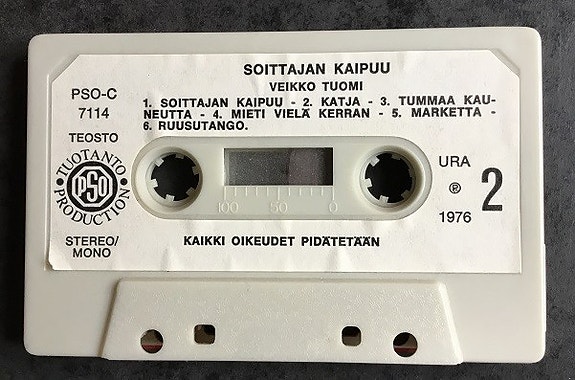 SOITTAJAN KAIPUU
VEIKKO TUOMI
1. SOITTAJAN KAIPUU - 2. KATJA - 3. TUMMAA KAU-
NEUTTA - 4. MIETI VIELÄ KERRAN - 5. MARKETTA -
6. RUUSUTANGO.
PSO-C
7114
TEOSTO
TUOTANTO
PSO
PRODUCTION
STEREO/
MONO
100 50 0
URA
℗
1976
2
KAIKKI OIKEUDET PIDÄTETÄÄN